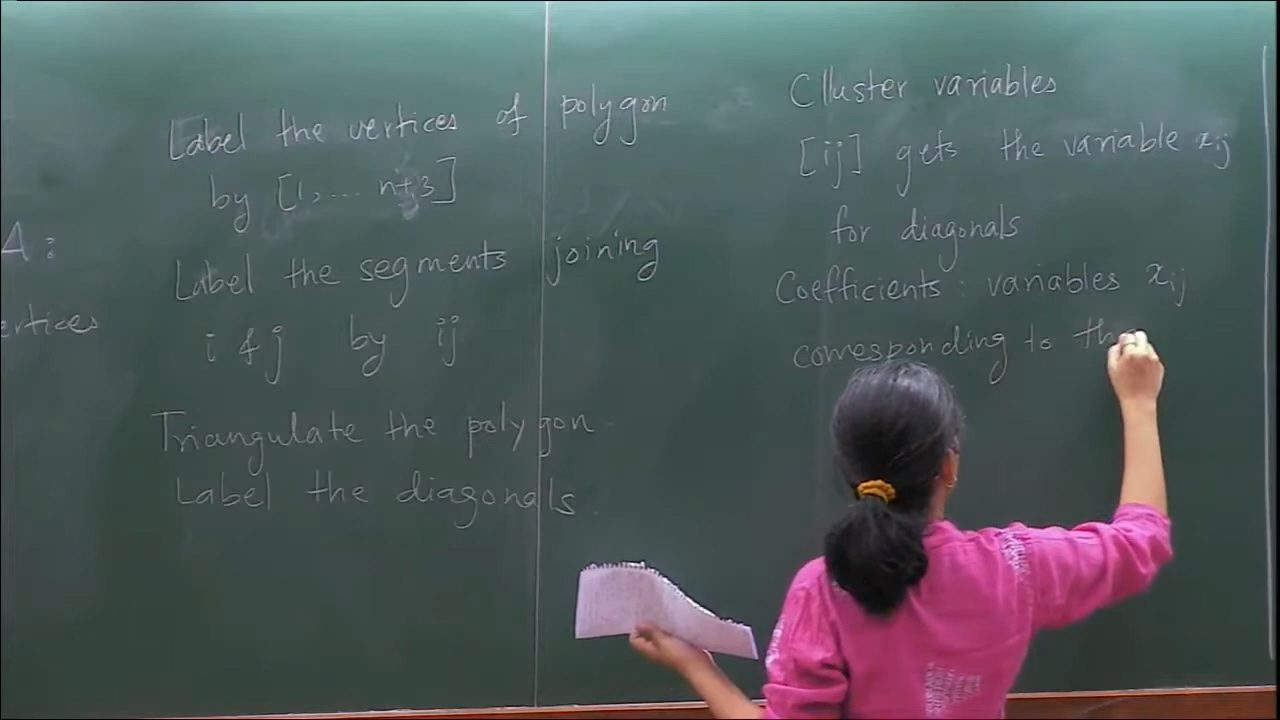 A:
ertices
Label the vertices of polygon
by [1, ... n+3]
Label the segments joining
i & j by ij
Triangulate the polygon.
Label the diagonals.
Clluster variables
[ij] gets the variable xij
for diagonals
Coefficients: variables xij
corresponding to th